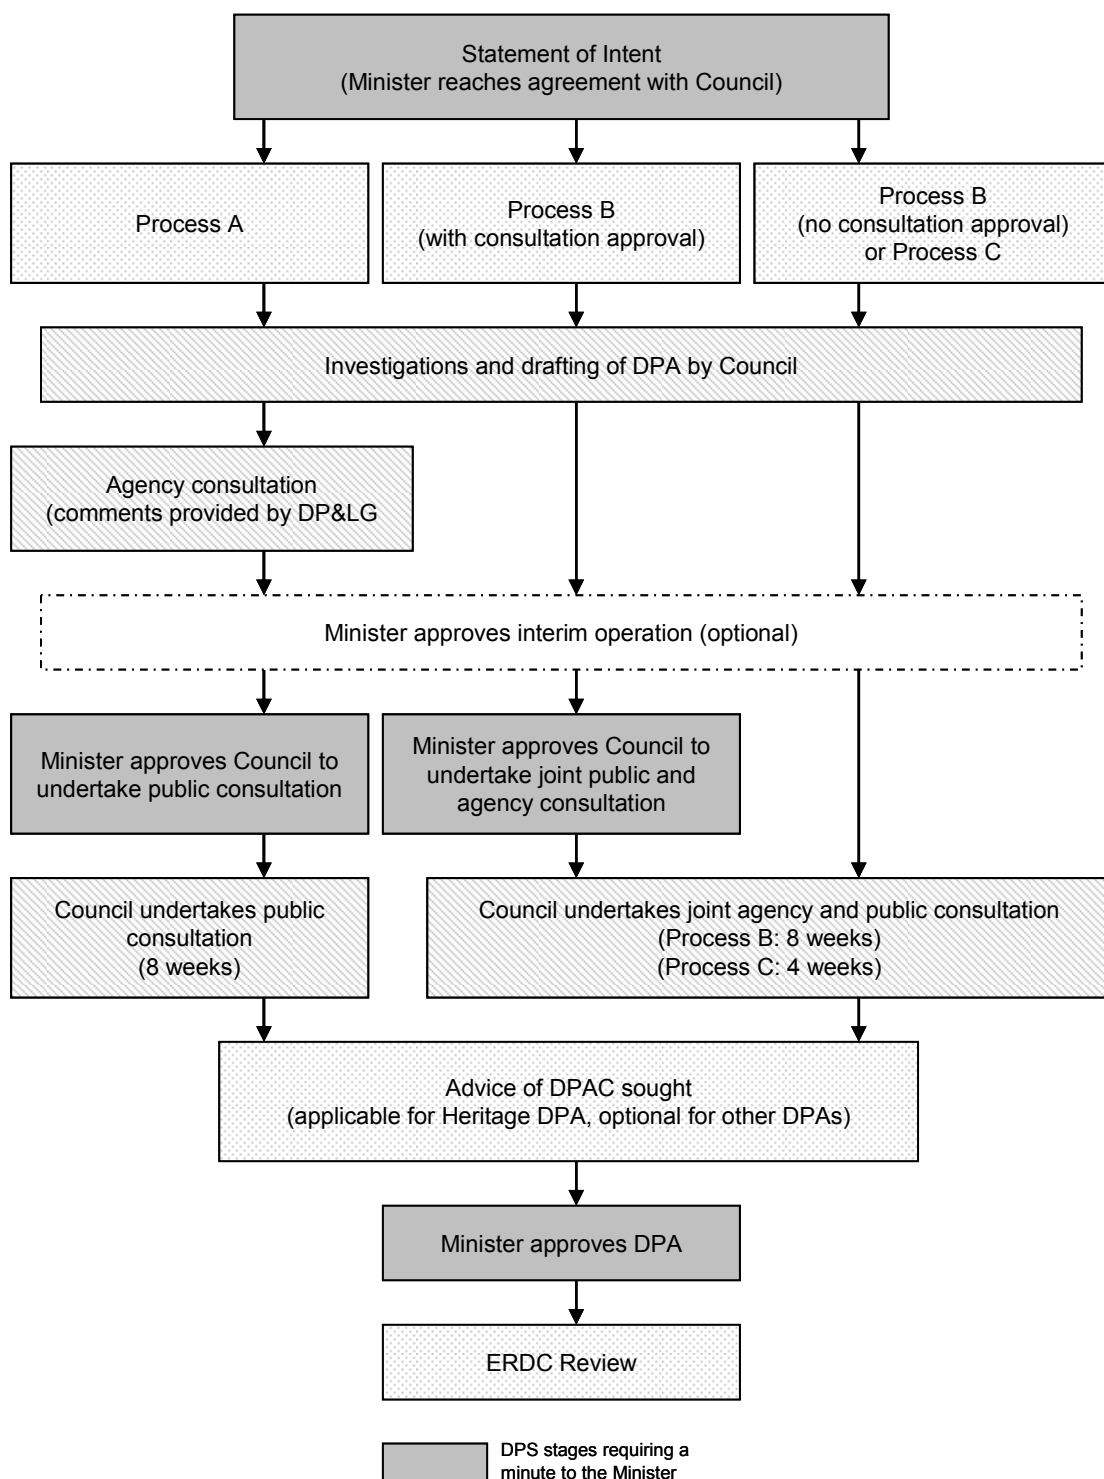 Statement of Intent
(Minister reaches agreement with Council)
Process A
Process B
(with consultation approval)
Process B
(no consultation approval)
or Process C
Investigations and drafting of DPA by Council
Agency consultation
(comments provided by DP&LG
Minister approves interim operation (optional)
Minister approves Council to
undertake public consultation
Minister approves Council to
undertake joint public and
agency consultation
Council undertakes public
consultation
(8 weeks)
Council undertakes joint agency and public consultation
(Process B: 8 weeks)
(Process C: 4 weeks)
Advice of DPAC sought
(applicable for Heritage DPA, optional for other DPAs)
Minister approves DPA
ERDC Review
DPS stages requiring a
minute to the Minister